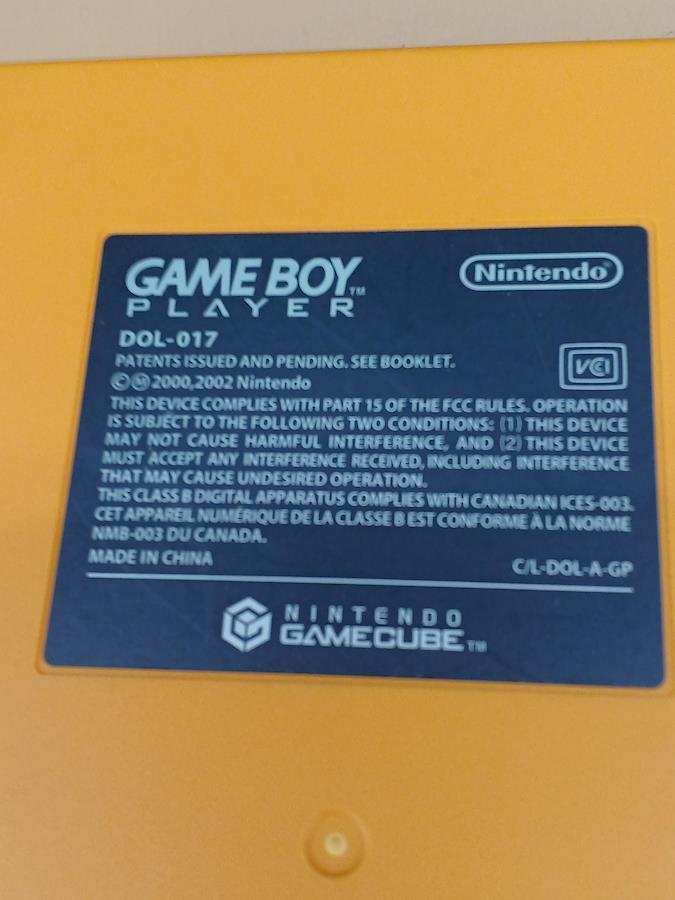 GAME BOY™
PLAYER
Nintendo®
DOL-017
PATENTS ISSUED AND PENDING. SEE BOOKLET.
VCI
©Ⓜ2000,2002 Nintendo
THIS DEVICE COMPLIES WITH PART 15 OF THE FCC RULES. OPERATION
IS SUBJECT TO THE FOLLOWING TWO CONDITIONS: (1) THIS DEVICE
MAY NOT CAUSE HARMFUL INTERFERENCE, AND (2) THIS DEVICE
MUST ACCEPT ANY INTERFERENCE RECEIVED, INCLUDING INTERFERENCE
THAT MAY CAUSE UNDESIRED OPERATION.
THIS CLASS B DIGITAL APPARATUS COMPLIES WITH CANADIAN ICES-003.
CET APPAREIL NUMÉRIQUE DE LA CLASSE B EST CONFORME À LA NORME
NMB-003 DU CANADA.
MADE IN CHINA
C/L-DOL-A-GP
NINTENDO
GAMECUBE™